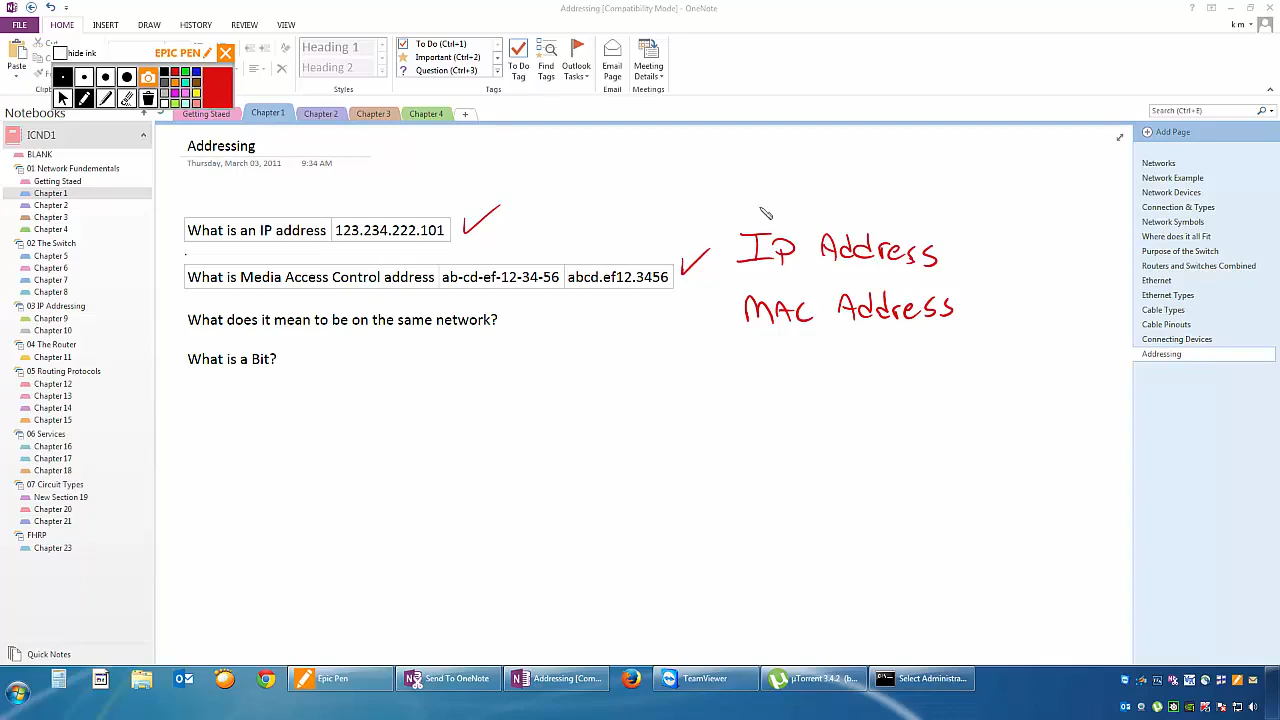 Addressing [Compatibility Mode] - OneNote
FILE HOME INSERT DRAW HISTORY REVIEW VIEW
k m
Paste
Cut
hide ink
EPIC PEN
Heading 1
Heading 2
Styles
To Do (Ctrl+1)
Important (Ctrl+2)
Question (Ctrl+3)
To Do Tag
Find Tags
Tags
Outlook Tasks
Email Page
Email
Meeting Details
Meetings
Notebooks
Getting Staed Chapter1 Chapter 2 Chapter 3 Chapter 4
Search (Ctrl+E)
ICND1
BLANK
01 Network Fundamentals
Getting Staed
Chapter 1
Chapter 2
Chapter 3
Chapter 4
02 The Switch
Chapter 5
Chapter 6
Chapter 7
Chapter 8
03 IP Addressing
Chapter 9
Chapter 10
04 The Router
Chapter 11
05 Routing Protocols
Chapter 12
Chapter 13
Chapter 14
Chapter 15
06 Services
Chapter 16
Chapter 17
Chapter 18
07 Circuit Types
New Section 19
Chapter 20
Chapter 21
FHRP
Chapter 23
Quick Notes
Addressing
Thursday, March 03, 2011 9:34 AM
What is an IP address 123.234.222.101
What is Media Access Control address ab-cd-ef-12-34-56 abcd.ef12.3456
What does it mean to be on the same network?
What is a Bit?
IP Address
MAC Address
Add Page
Networks
Network Example
Network Devices
Connection & Types
Network Symbols
Where does it all Fit
Purpose of the Switch
Routers and Switches Combined
Ethernet
Ethernet Types
Cable Types
Cable Pinouts
Connecting Devices
Addressing
Epic Pen
Send To OneNote
Addressing [Com...
TeamViewer
µTorrent 3.4.2 (b...
Select Administra...